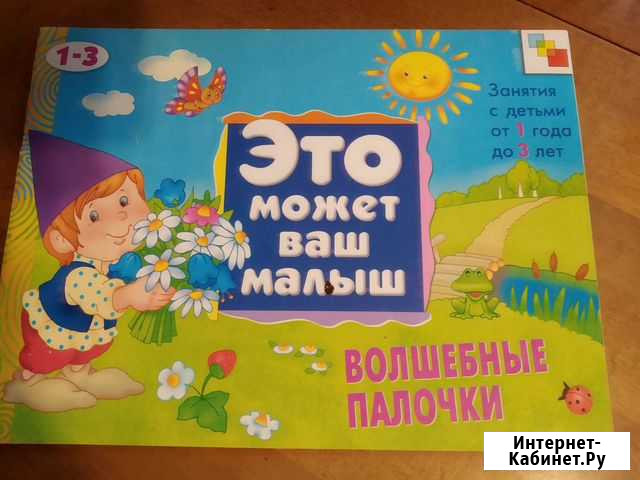 1-3
Занятия
с детьми
от 1 года
до 3 лет
Это
может
ваш
малыш
ВОЛШЕБНЫЕ
ПАЛОЧКИ
Интернет-
Кабинет.Ру